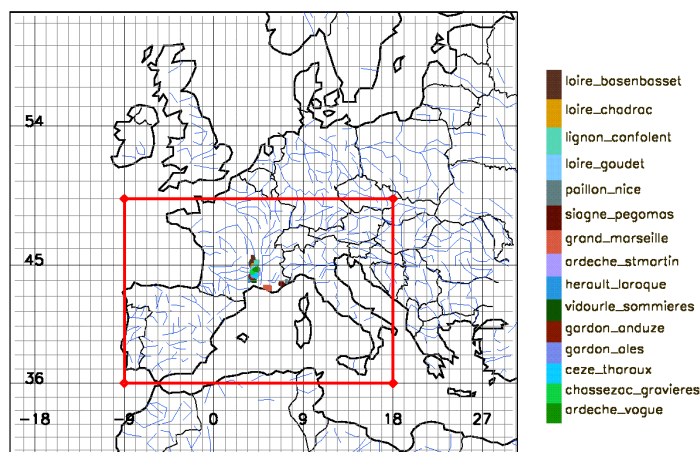 54
45
36
-18
-9
0
9
18
27
loire_basenbasset
loire_chadrac
lignon_confolent
loire_goudet
paillon_nice
siagne_pegomas
grand_marseille
ardeche_stmartin
herault_laroque
vidourle_sommieres
gardon_anduze
gardon_ales
ceze_tharaux
chassezac_gravieres
ardeche_vogue